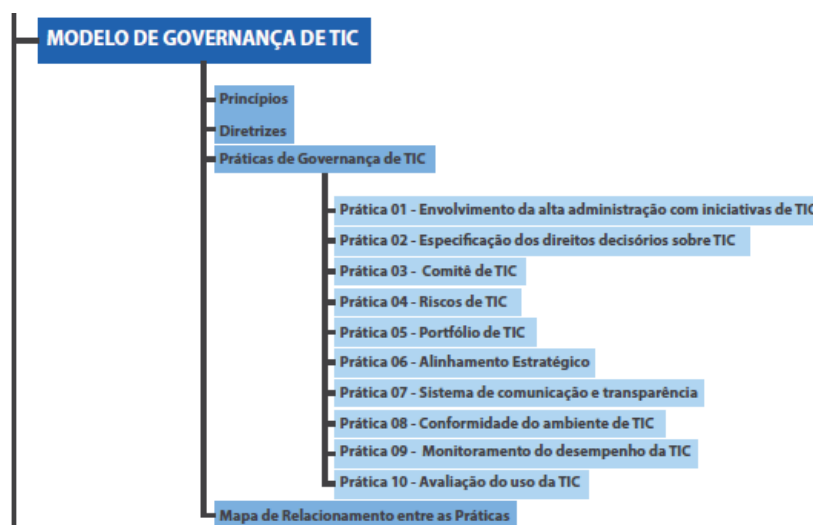 MODELO DE GOVERNANÇA DE TIC
Princípios
Diretrizes
Práticas de Governança de TIC
Prática 01 - Envolvimento da alta administração com iniciativas de TIC
Prática 02 - Especificação dos direitos decisórios sobre TIC
Prática 03 - Comitê de TIC
Prática 04 - Riscos de TIC
Prática 05 - Portfólio de TIC
Prática 06 - Alinhamento Estratégico
Prática 07 - Sistema de comunicação e transparência
Prática 08 - Conformidade do ambiente de TIC
Prática 09 - Monitoramento do desempenho da TIC
Prática 10 - Avaliação do uso da TIC
Mapa de Relacionamento entre as Práticas